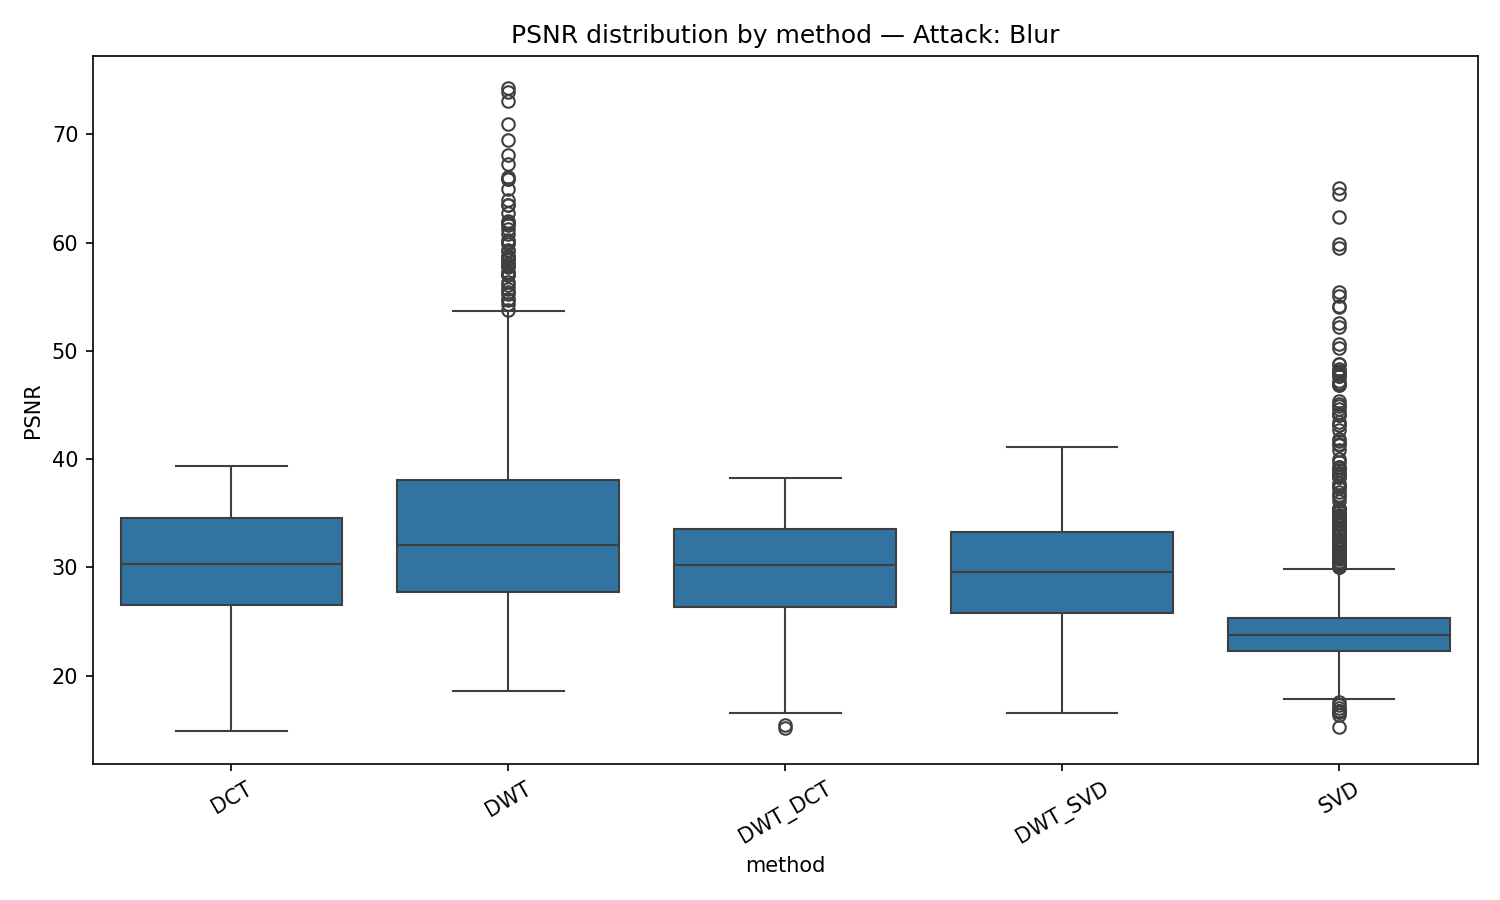 PSNR distribution by method — Attack: Blur
70
60
50
40
30
20
PSNR
DCT
DWT
DWT_DCT
DWT_SVD
SVD
method